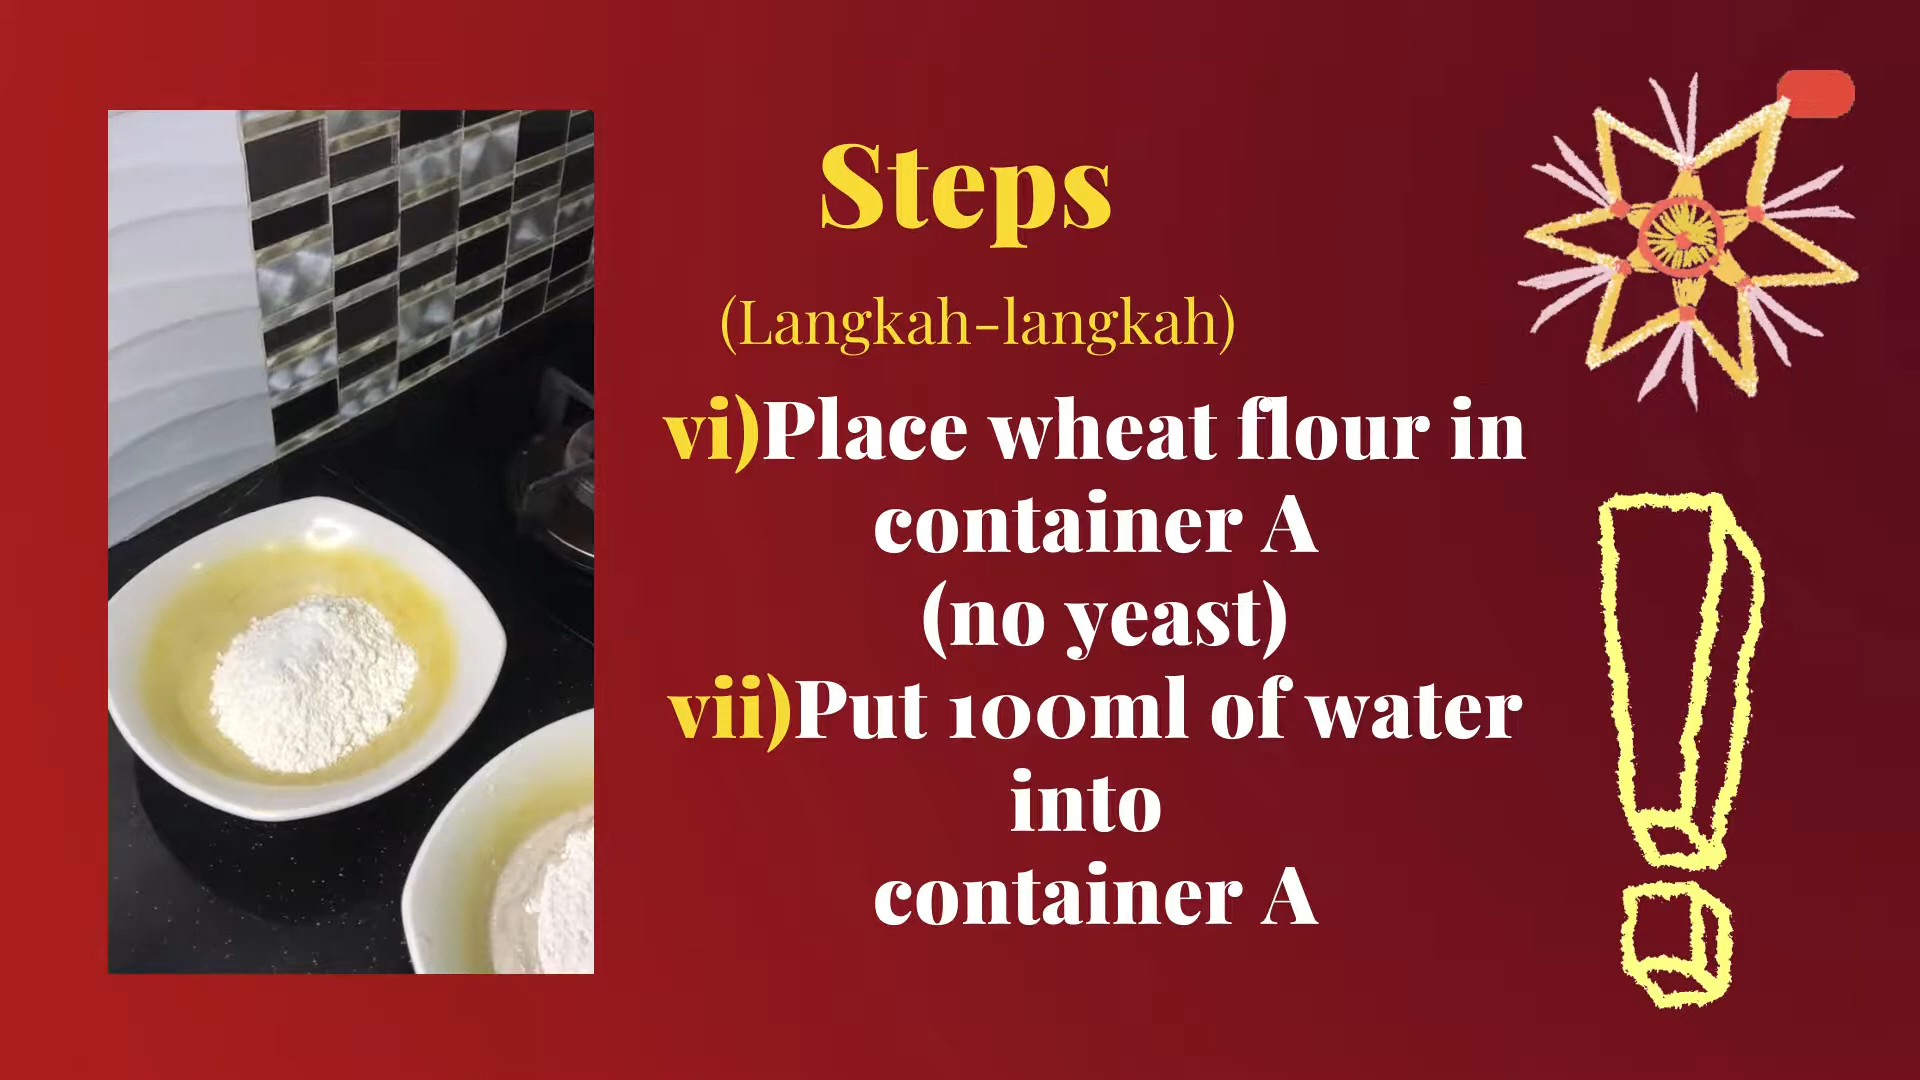 Steps
(Langkah-langkah)
vi)Place wheat flour in
container A
(no yeast)
vii)Put 100ml of water
into
container A